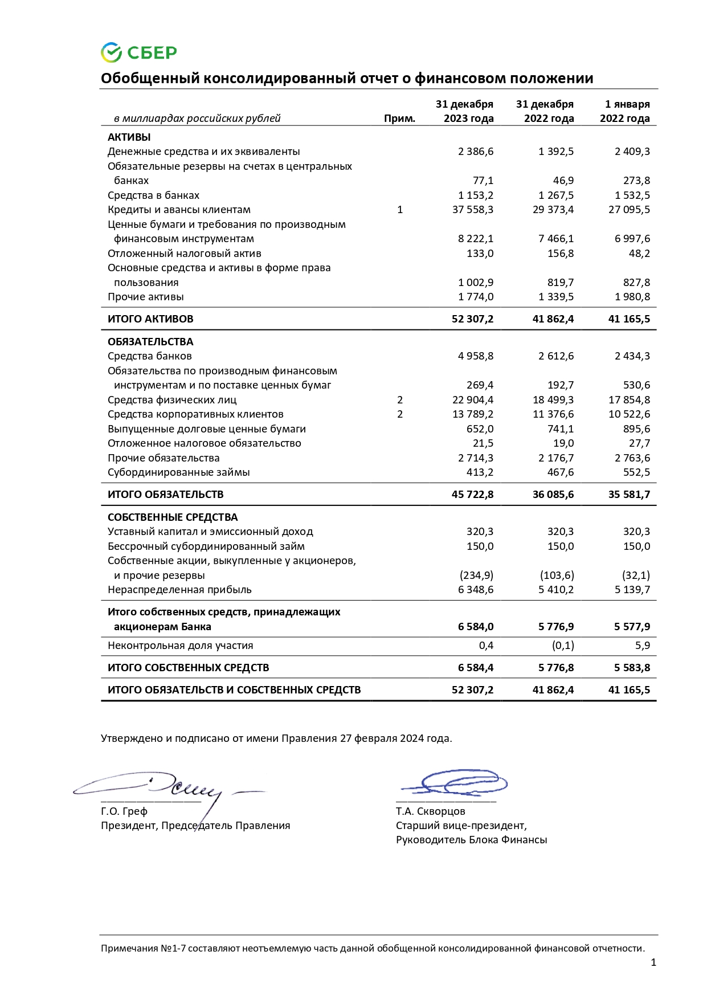 СБЕР
Обобщенный консолидированный отчет о финансовом положении
31 декабря 31 декабря 1 января
в миллиардах российских рублей Прим. 2023 года 2022 года 2022 года
АКТИВЫ
Денежные средства и их эквиваленты 2 386,6 1 392,5 2 409,3
Обязательные резервы на счетах в центральных
банках 77,1 46,9 273,8
Средства в банках 1 153,2 1 267,5 1 532,5
Кредиты и авансы клиентам 1 37 558,3 29 373,4 27 095,5
Ценные бумаги и требования по производным
финансовым инструментам 8 222,1 7 466,1 6 997,6
Отложенный налоговый актив 133,0 156,8 48,2
Основные средства и активы в форме права
пользования 1 002,9 819,7 827,8
Прочие активы 1 774,0 1 339,5 1 980,8
ИТОГО АКТИВОВ 52 307,2 41 862,4 41 165,5
ОБЯЗАТЕЛЬСТВА
Средства банков 4 958,8 2 612,6 2 434,3
Обязательства по производным финансовым
инструментам и по поставке ценных бумаг 269,4 192,7 530,6
Средства физических лиц 2 22 904,4 18 499,3 17 854,8
Средства корпоративных клиентов 2 13 789,2 11 376,6 10 522,6
Выпущенные долговые ценные бумаги 652,0 741,1 895,6
Отложенное налоговое обязательство 21,5 19,0 27,7
Прочие обязательства 2 714,3 2 176,7 2 763,6
Субординированные займы 413,2 467,6 552,5
ИТОГО ОБЯЗАТЕЛЬСТВ 45 722,8 36 085,6 35 581,7
СОБСТВЕННЫЕ СРЕДСТВА
Уставный капитал и эмиссионный доход 320,3 320,3 320,3
Бессрочный субординированный займ 150,0 150,0 150,0
Собственные акции, выкупленные у акционеров,
и прочие резервы (234,9) (103,6) (32,1)
Нераспределенная прибыль 6 348,6 5 410,2 5 139,7
Итого собственных средств, принадлежащих
акционерам Банка 6 584,0 5 776,9 5 577,9
Неконтрольная доля участия 0,4 (0,1) 5,9
ИТОГО СОБСТВЕННЫХ СРЕДСТВ 6 584,4 5 776,8 5 583,8
ИТОГО ОБЯЗАТЕЛЬСТВ И СОБСТВЕННЫХ СРЕДСТВ 52 307,2 41 862,4 41 165,5
Утверждено и подписано от имени Правления 27 февраля 2024 года.
Г.О. Греф Т.А. Скворцов
Президент, Председатель Правления Старший вице-президент,
Руководитель Блока Финансы
Примечания №1-7 составляют неотъемлемую часть данной обобщенной консолидированной финансовой отчетности.
1